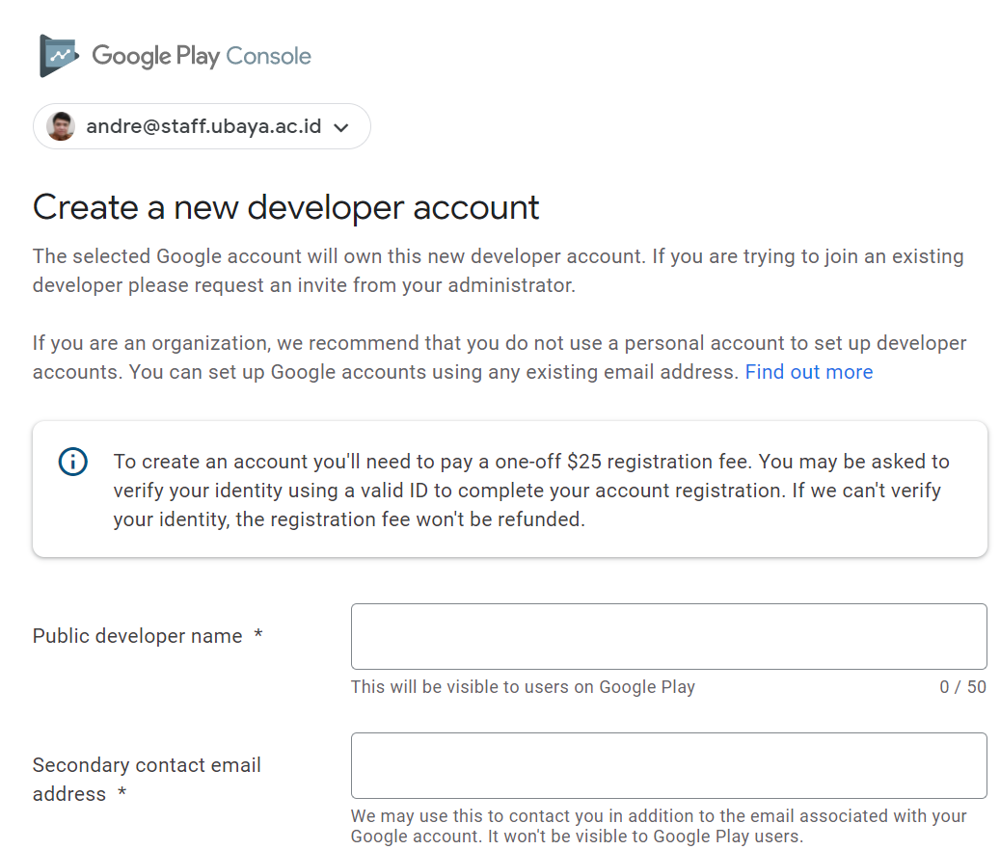 Google Play Console
andre@staff.ubaya.ac.id
Create a new developer account
The selected Google account will own this new developer account. If you are trying to join an existing
developer please request an invite from your administrator.
If you are an organization, we recommend that you do not use a personal account to set up developer
accounts. You can set up Google accounts using any existing email address. Find out more
To create an account you'll need to pay a one-off $25 registration fee. You may be asked to
verify your identity using a valid ID to complete your account registration. If we can't verify
your identity, the registration fee won't be refunded.
Public developer name *
This will be visible to users on Google Play 0 / 50
Secondary contact email
address *
We may use this to contact you in addition to the email associated with your
Google account. It won't be visible to Google Play users.